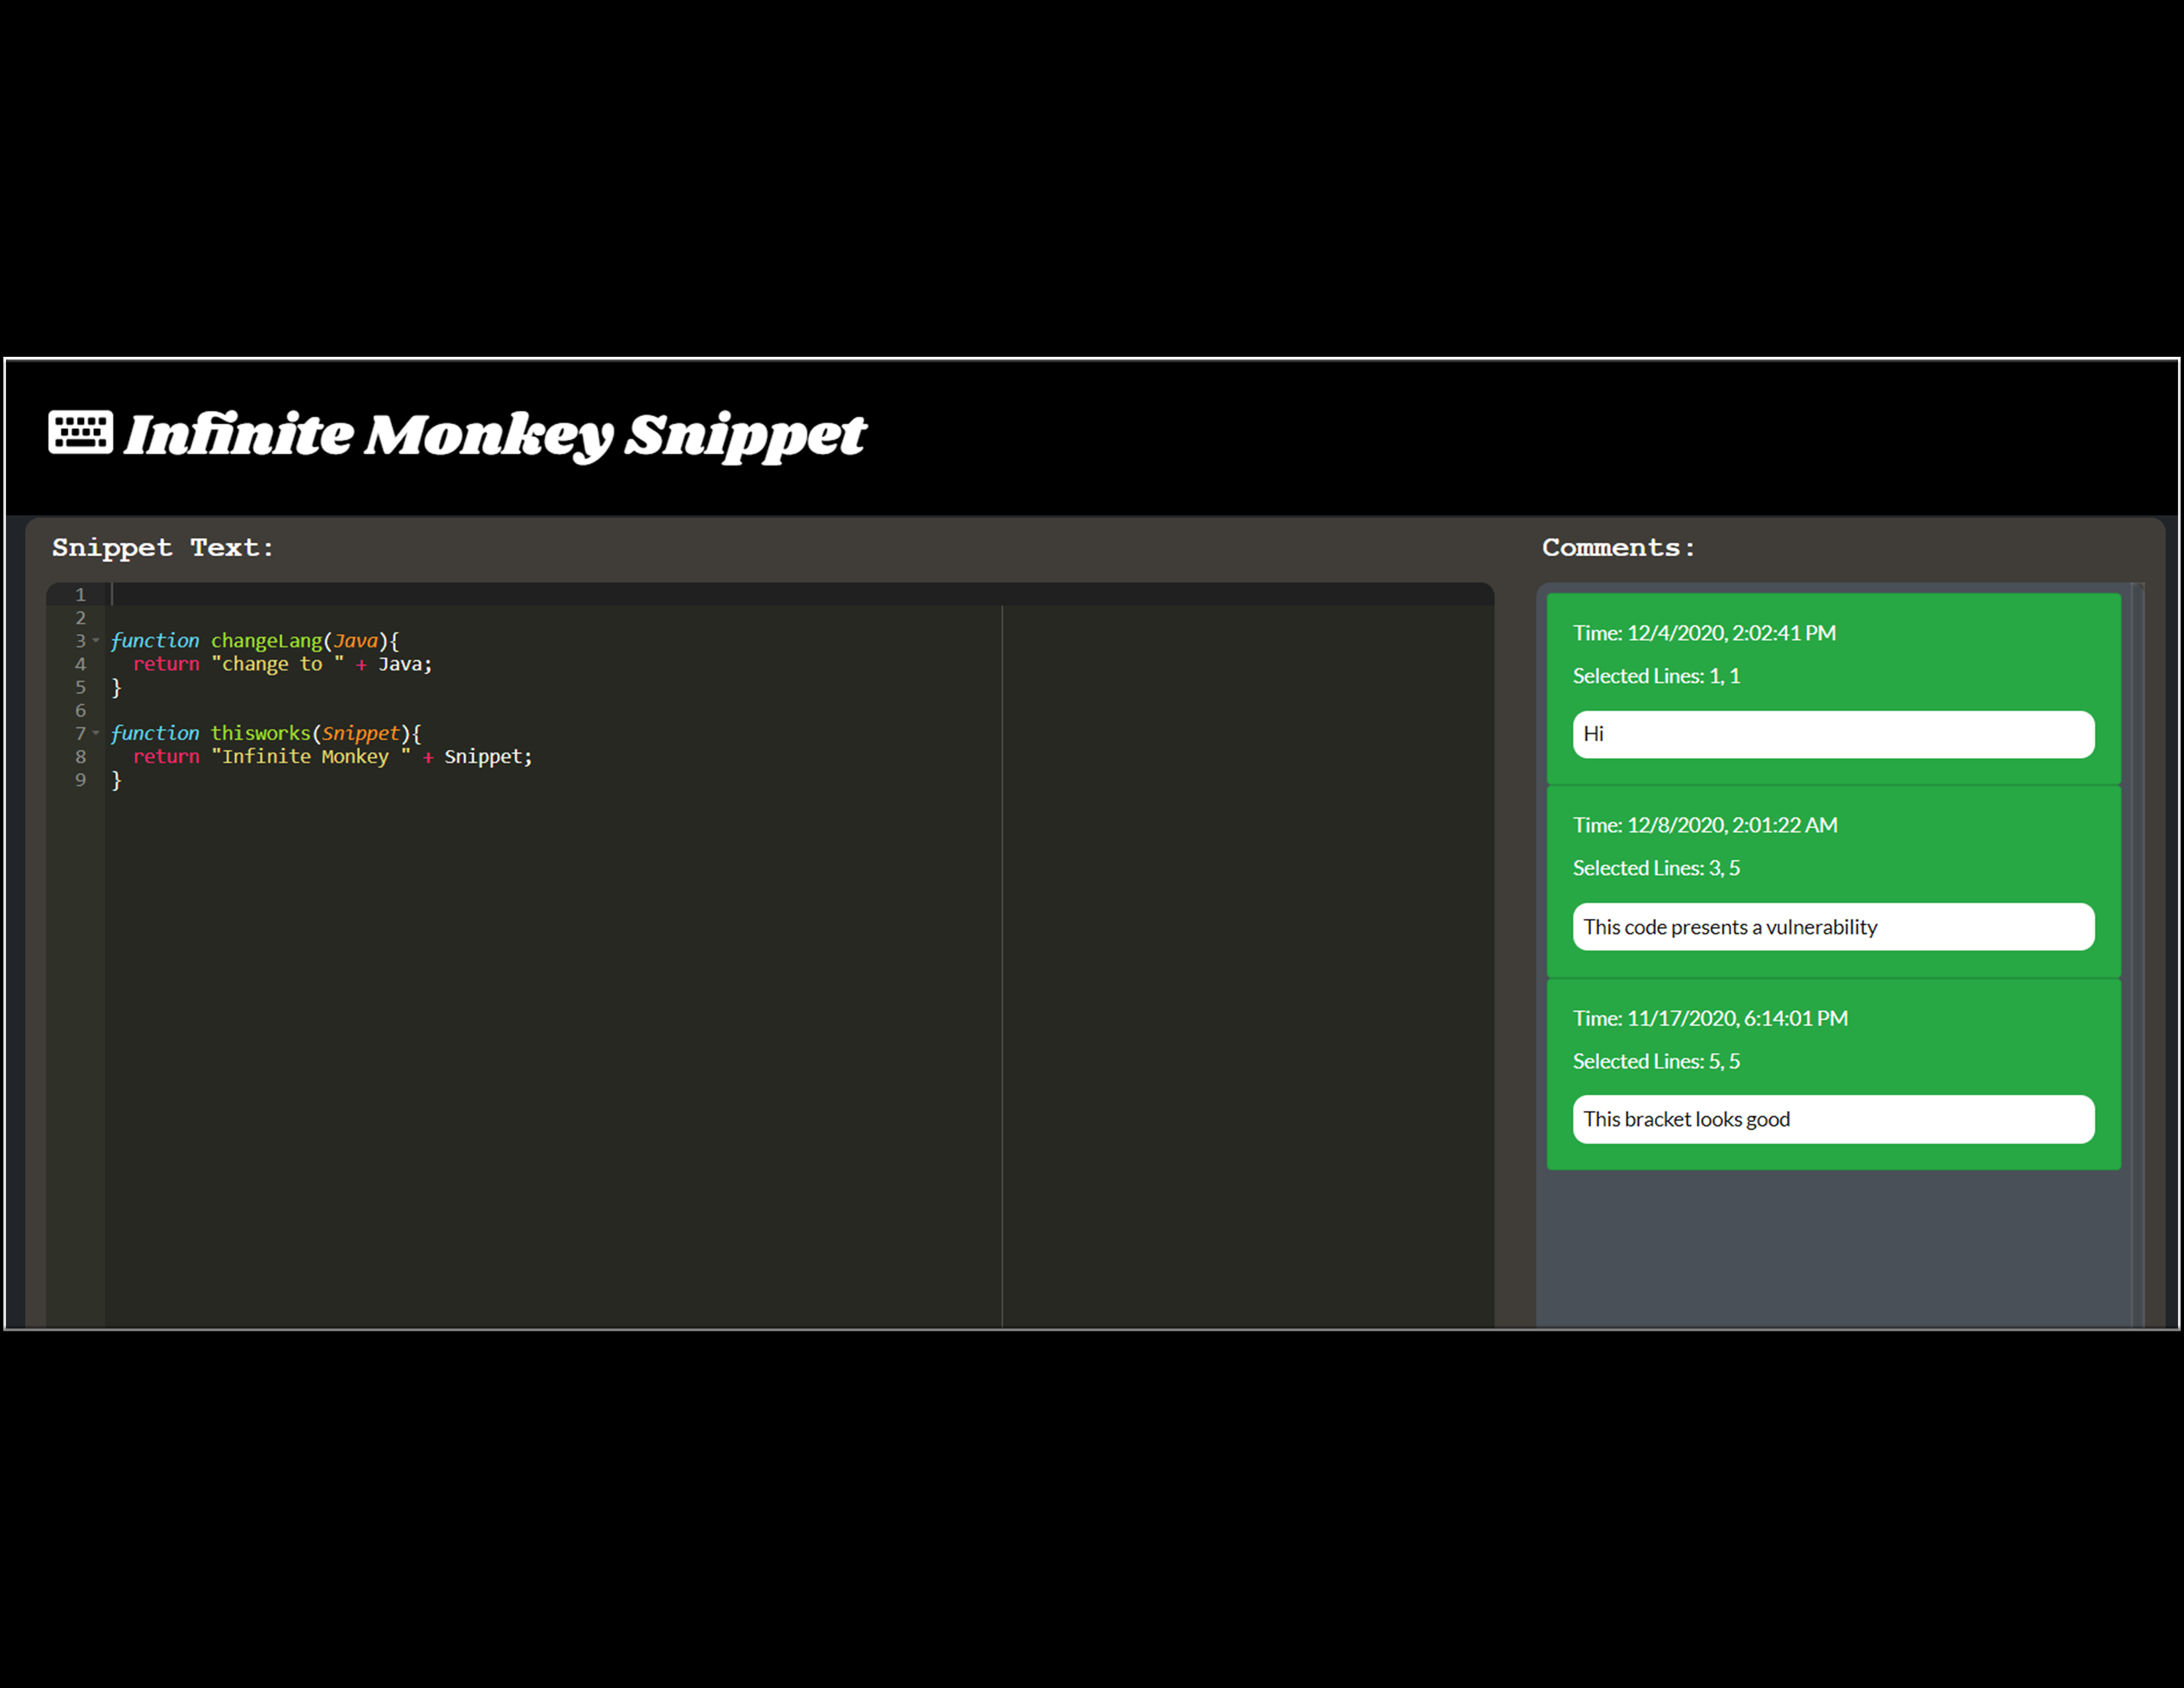 Infinite Monkey Snippet
Snippet Text:
1
2
3 function changeLang(Java){
4   return "change to " + Java;
5 }
6
7 function thisworks(Snippet){
8   return "Infinite Monkey " + Snippet;
9 }
Comments:
Time: 12/4/2020, 2:02:41 PM
Selected Lines: 1, 1
Hi
Time: 12/8/2020, 2:01:22 AM
Selected Lines: 3, 5
This code presents a vulnerability
Time: 11/17/2020, 6:14:01 PM
Selected Lines: 5, 5
This bracket looks good